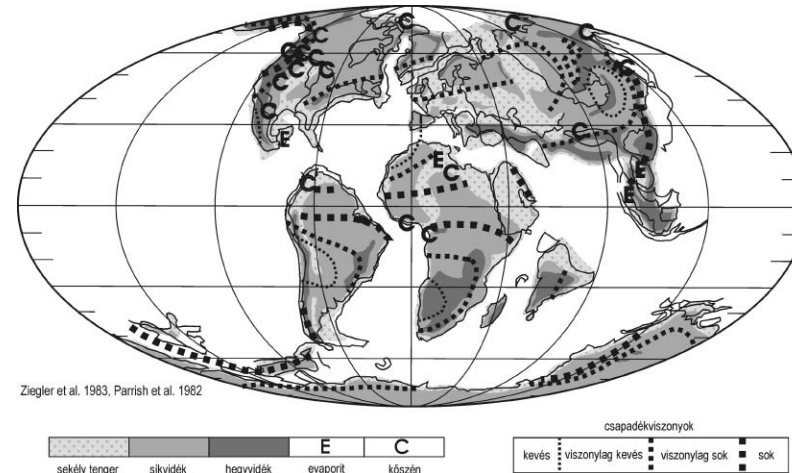 C
C
C
C
C
C
C
C
C
C
C
C
C
C
E
E
C
E
E
C
C
C
Ziegler et al. 1983, Parrish et al. 1982
csapadékviszonyok
E
C
kevés
viszonylag kevés
viszonylag sok
sok
sekély tenger
síkvidék
hegyvidék
evaporit
kőszén